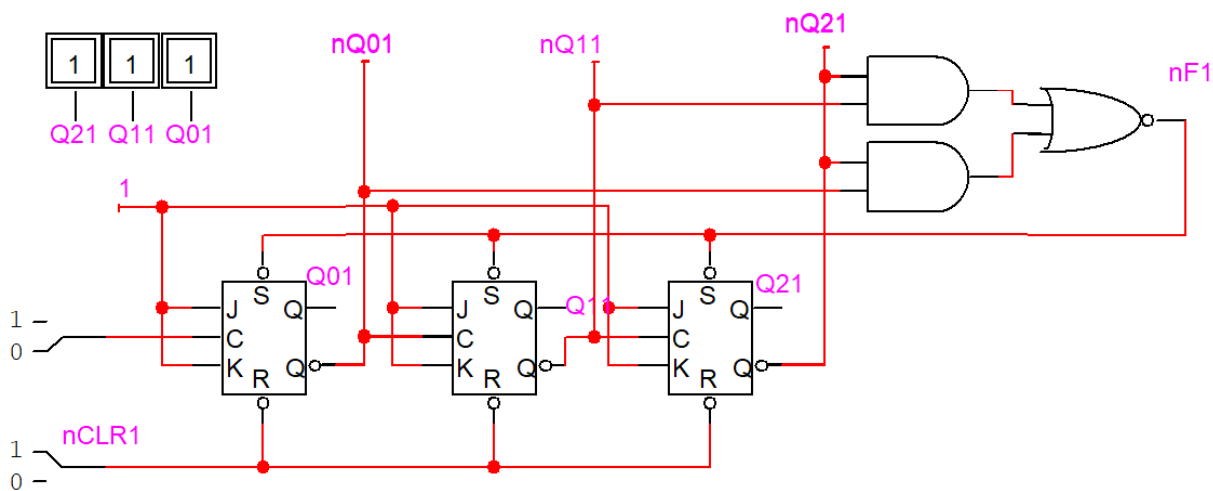 nQ01 nQ11 nQ21
1 1 1
nF1
Q21 Q11 Q01
1
Q01 Q11 Q21
S S S
J Q J Q J Q
1
0
C C C
K Q K Q K Q
R R R
nCLR1
1
0